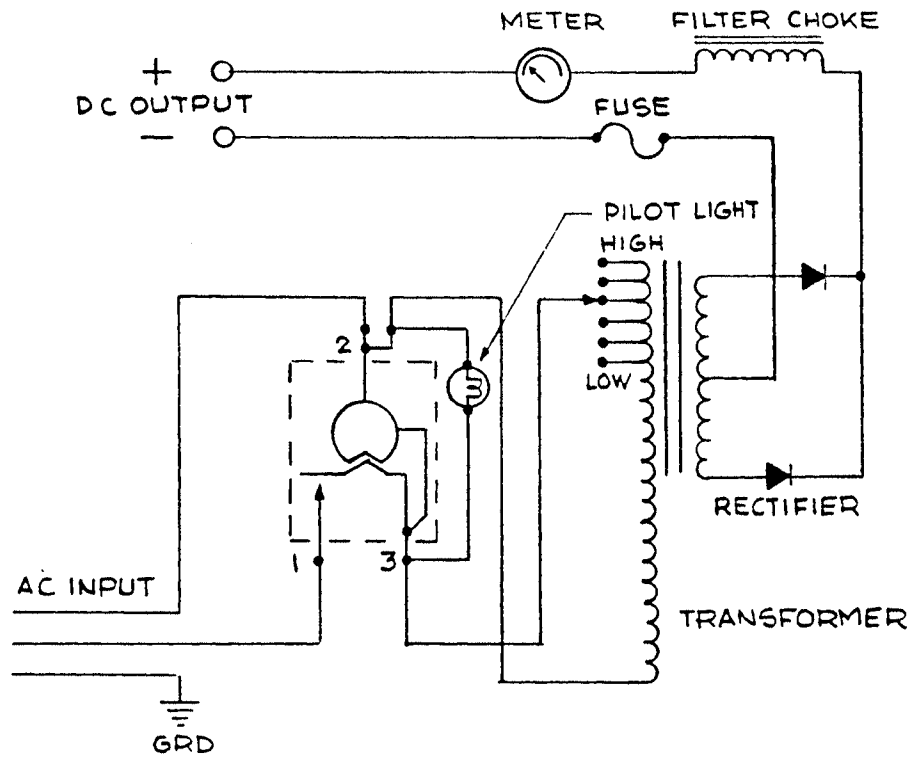 METER
FILTER CHOKE
+
DC OUTPUT
−
FUSE
PILOT LIGHT
HIGH
2
LOW
RECTIFIER
1
3
AC INPUT
TRANSFORMER
GRD